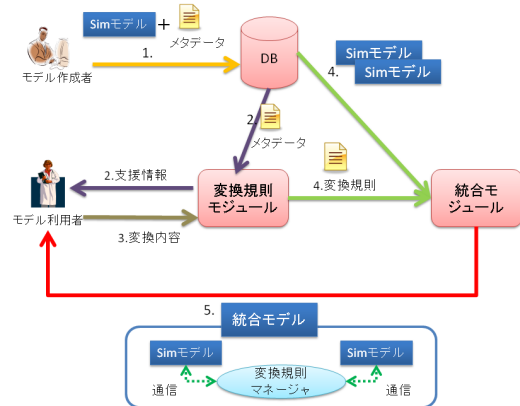 Simモデル
+
メタデータ
1.
モデル作成者
DB
Simモデル
Simモデル
4.
2.
メタデータ
2.支援情報
変換規則
モジュール
4.変換規則
統合モ
ジュール
モデル利用者
3.変換内容
5.
統合モデル
Simモデル
Simモデル
変換規則
マネージャ
通信
通信